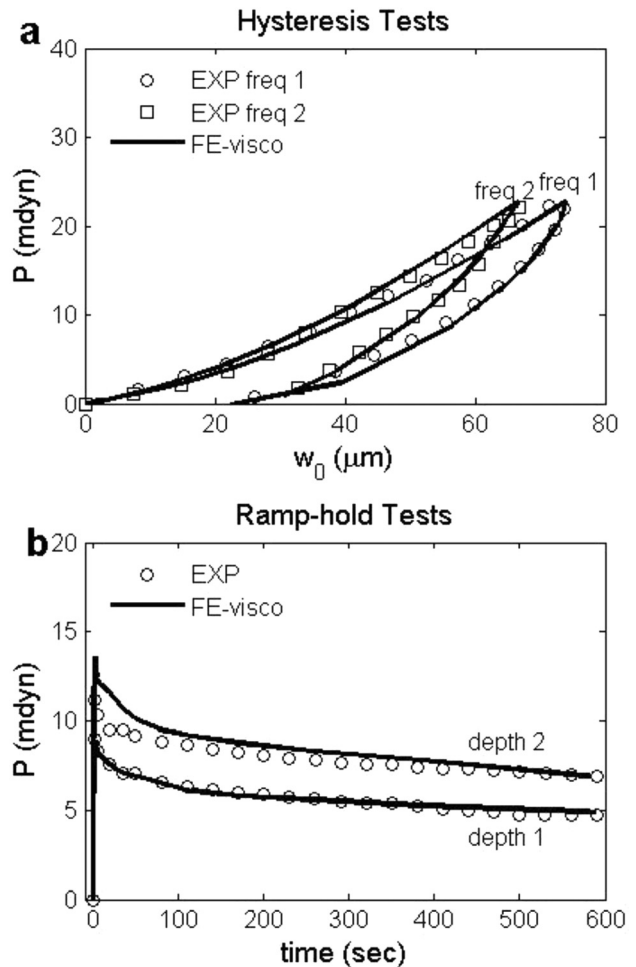 a
Hysteresis Tests
40
30
20
10
0
P (mdyn)
EXP freq 1
EXP freq 2
FE-visco
freq 2
freq 1
0 20 40 60 80
w0 (μm)
b
Ramp-hold Tests
20
15
10
5
0
P (mdyn)
EXP
FE-visco
depth 2
depth 1
0 100 200 300 400 500 600
time (sec)